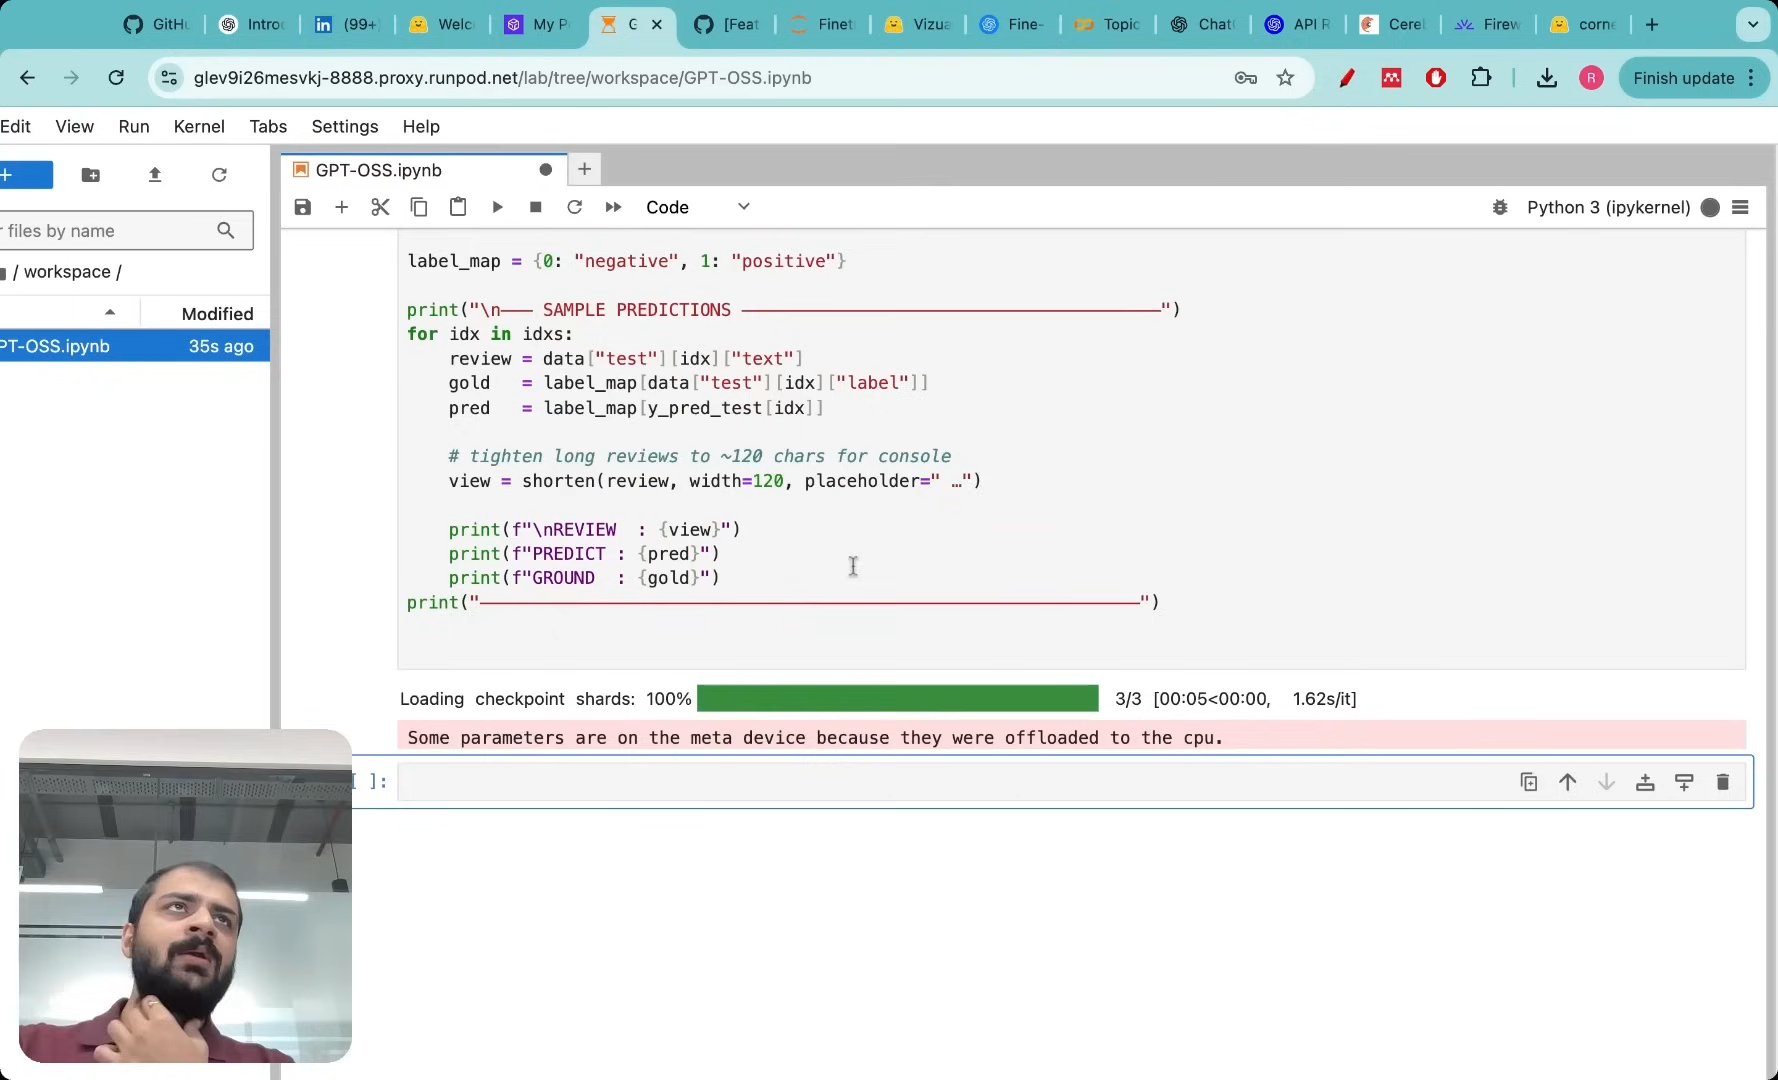 GitHu
Introd
(99+
Welc
My P
G
[Feat
Finet
Vizua
Fine-
Topic
ChatG
API R
Cereb
Firew
corne
glev9i26mesvkj-8888.proxy.runpod.net/lab/tree/workspace/GPT-OSS.ipynb
R
Finish update
Edit View Run Kernel Tabs Settings Help
GPT-OSS.ipynb
Code
Python 3 (ipykernel)
r files by name
/ workspace /
Modified
PT-OSS.ipynb 35s ago
label_map = {0: "negative", 1: "positive"}
print("\n─── SAMPLE PREDICTIONS ────────────────────────────────────────")
for idx in idxs:
review = data["test"][idx]["text"]
gold = label_map[data["test"][idx]["label"]]
pred = label_map[y_pred_test[idx]]
# tighten long reviews to ~120 chars for console
view = shorten(review, width=120, placeholder=" …")
print(f"\nREVIEW : {view}")
print(f"PREDICT : {pred}")
print(f"GROUND : {gold}")
print("───────────────────────────────────────────────────────────────")
Loading checkpoint shards: 100% 3/3 [00:05<00:00, 1.62s/it]
Some parameters are on the meta device because they were offloaded to the cpu.
[ ]: